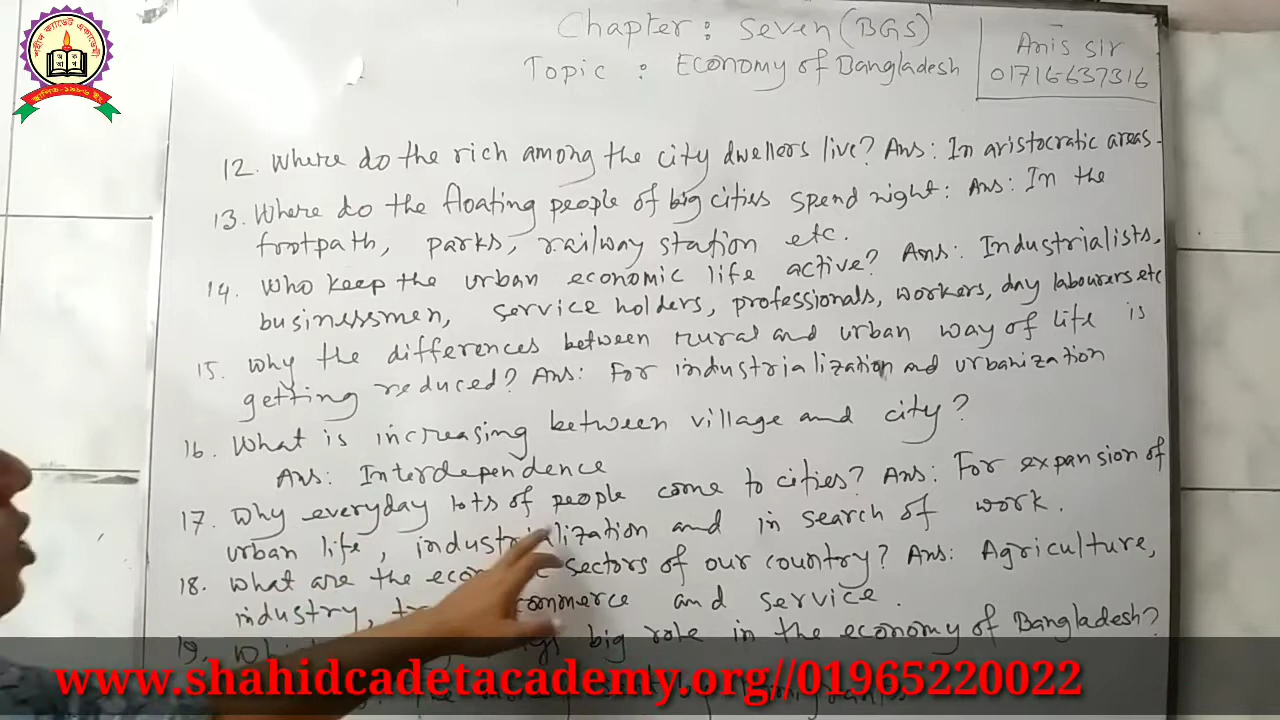 Chapter: Seven (BGS)
Topic : Economy of Bangladesh
Anis Sir
01716-637316
12. Where do the rich among the city dwellers live? Ans: In aristocratic areas.
13. Where do the floating people of big cities spend night: Ans: In the
footpath, parks, railway station etc.
14. Who keep the urban economic life active? Ans: Industrialists,
businessmen, service holders, professionals, workers, day labourers etc
15. Why the differences between rural and urban way of life is
getting reduced? Ans: For industrialization and urbanization
16. What is increasing between village and city?
Ans: Interdependence
17. Why everyday lots of people come to cities? Ans: For expansion of
urban life, industrialization and in search of work.
18. What are the sectors of our country? Ans: Agriculture,
industry, commerce and service.
19. big role in the economy of Bangladesh?
www.shahidcadetacademy.org//01965220022